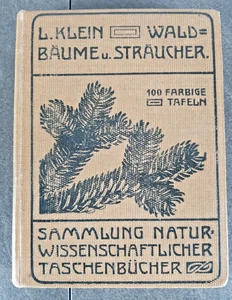 L. KLEIN WALD=
BÄUME u. STRÄUCHER.
100 FARBIGE
TAFELN
SAMMLUNG NATUR-
WISSENSCHAFTLICHER
TASCHENBÜCHER